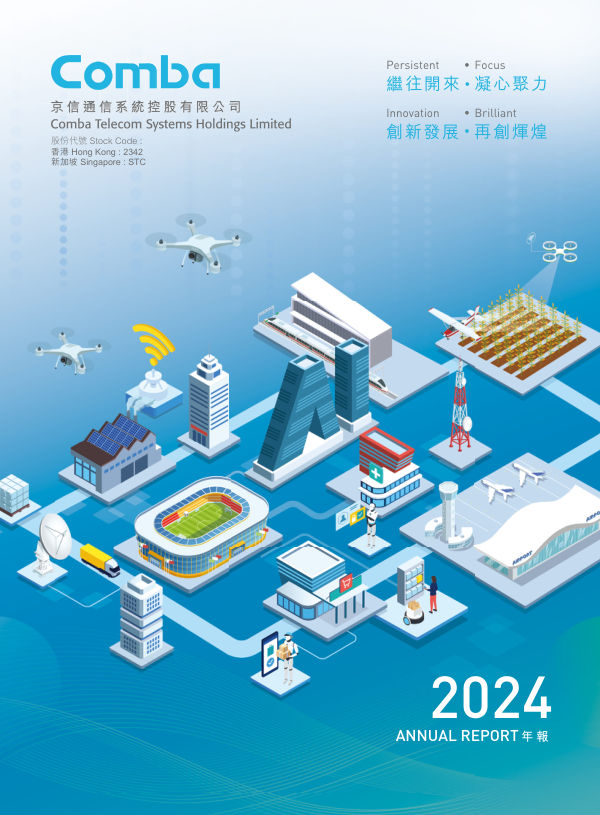 Comba
京信通信系統控股有限公司
Comba Telecom Systems Holdings Limited
股份代號 Stock Code :
香港 Hong Kong : 2342
新加坡 Singapore : STC
Persistent • Focus
繼往開來 • 凝心聚力
Innovation • Brilliant
創新發展 • 再創輝煌
AI
AIRPORT
AIRPORT
2024
ANNUAL REPORT 年報